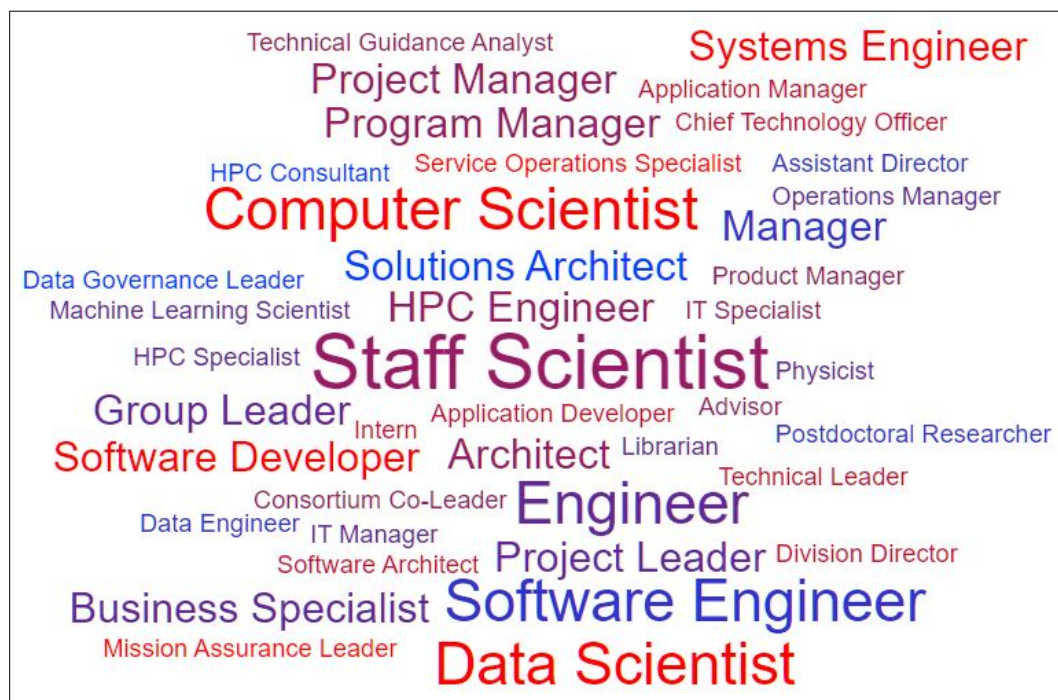 Technical Guidance Analyst
Systems Engineer
Project Manager
Application Manager
Program Manager
Chief Technology Officer
HPC Consultant
Service Operations Specialist
Assistant Director
Computer Scientist
Operations Manager
Manager
Data Governance Leader
Solutions Architect
Product Manager
Machine Learning Scientist
HPC Engineer
IT Specialist
HPC Specialist
Staff Scientist
Physicist
Group Leader
Intern
Application Developer
Advisor
Software Developer
Architect
Librarian
Postdoctoral Researcher
Technical Leader
Consortium Co-Leader
Engineer
Data Engineer
IT Manager
Software Architect
Project Leader
Division Director
Business Specialist
Software Engineer
Mission Assurance Leader
Data Scientist